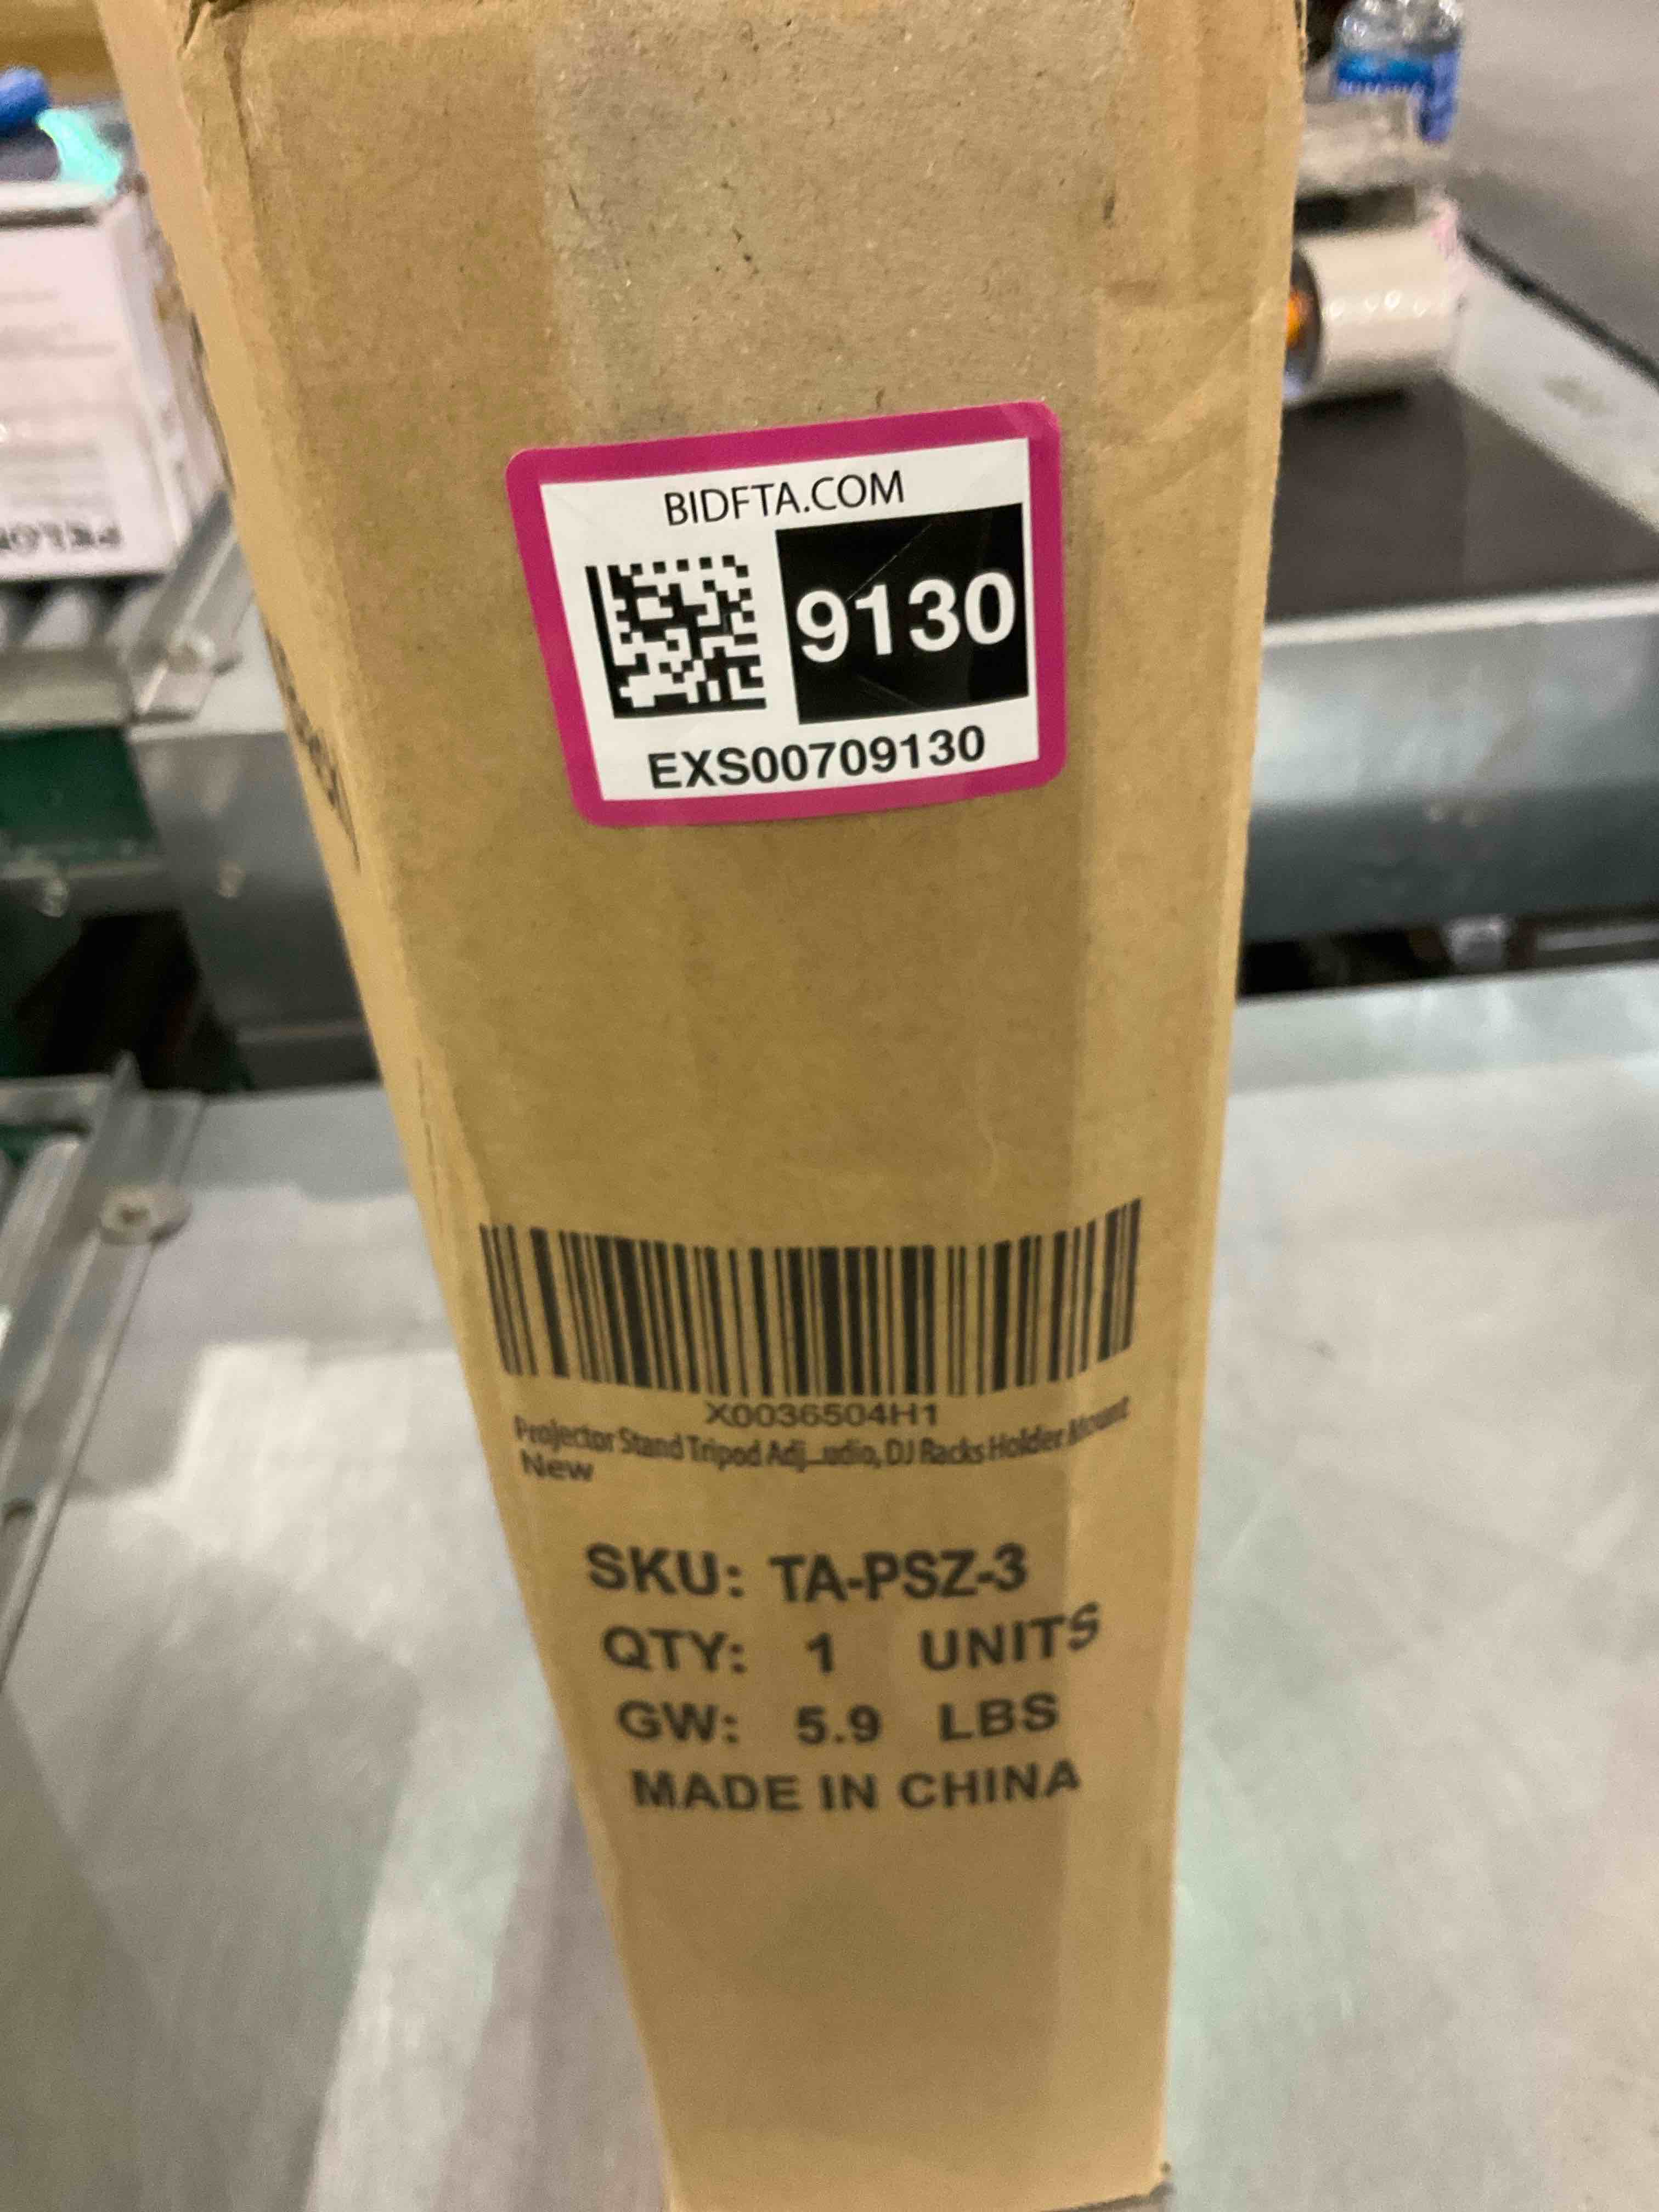 BIDFTA.COM
9130
EXS00709130
X0036504H1
Projector Stand Tripod Adj...udio, DJ Racks Holder Mount
New
SKU: TA-PSZ-3
QTY: 1 UNITS
GW: 5.9 LBS
MADE IN CHINA